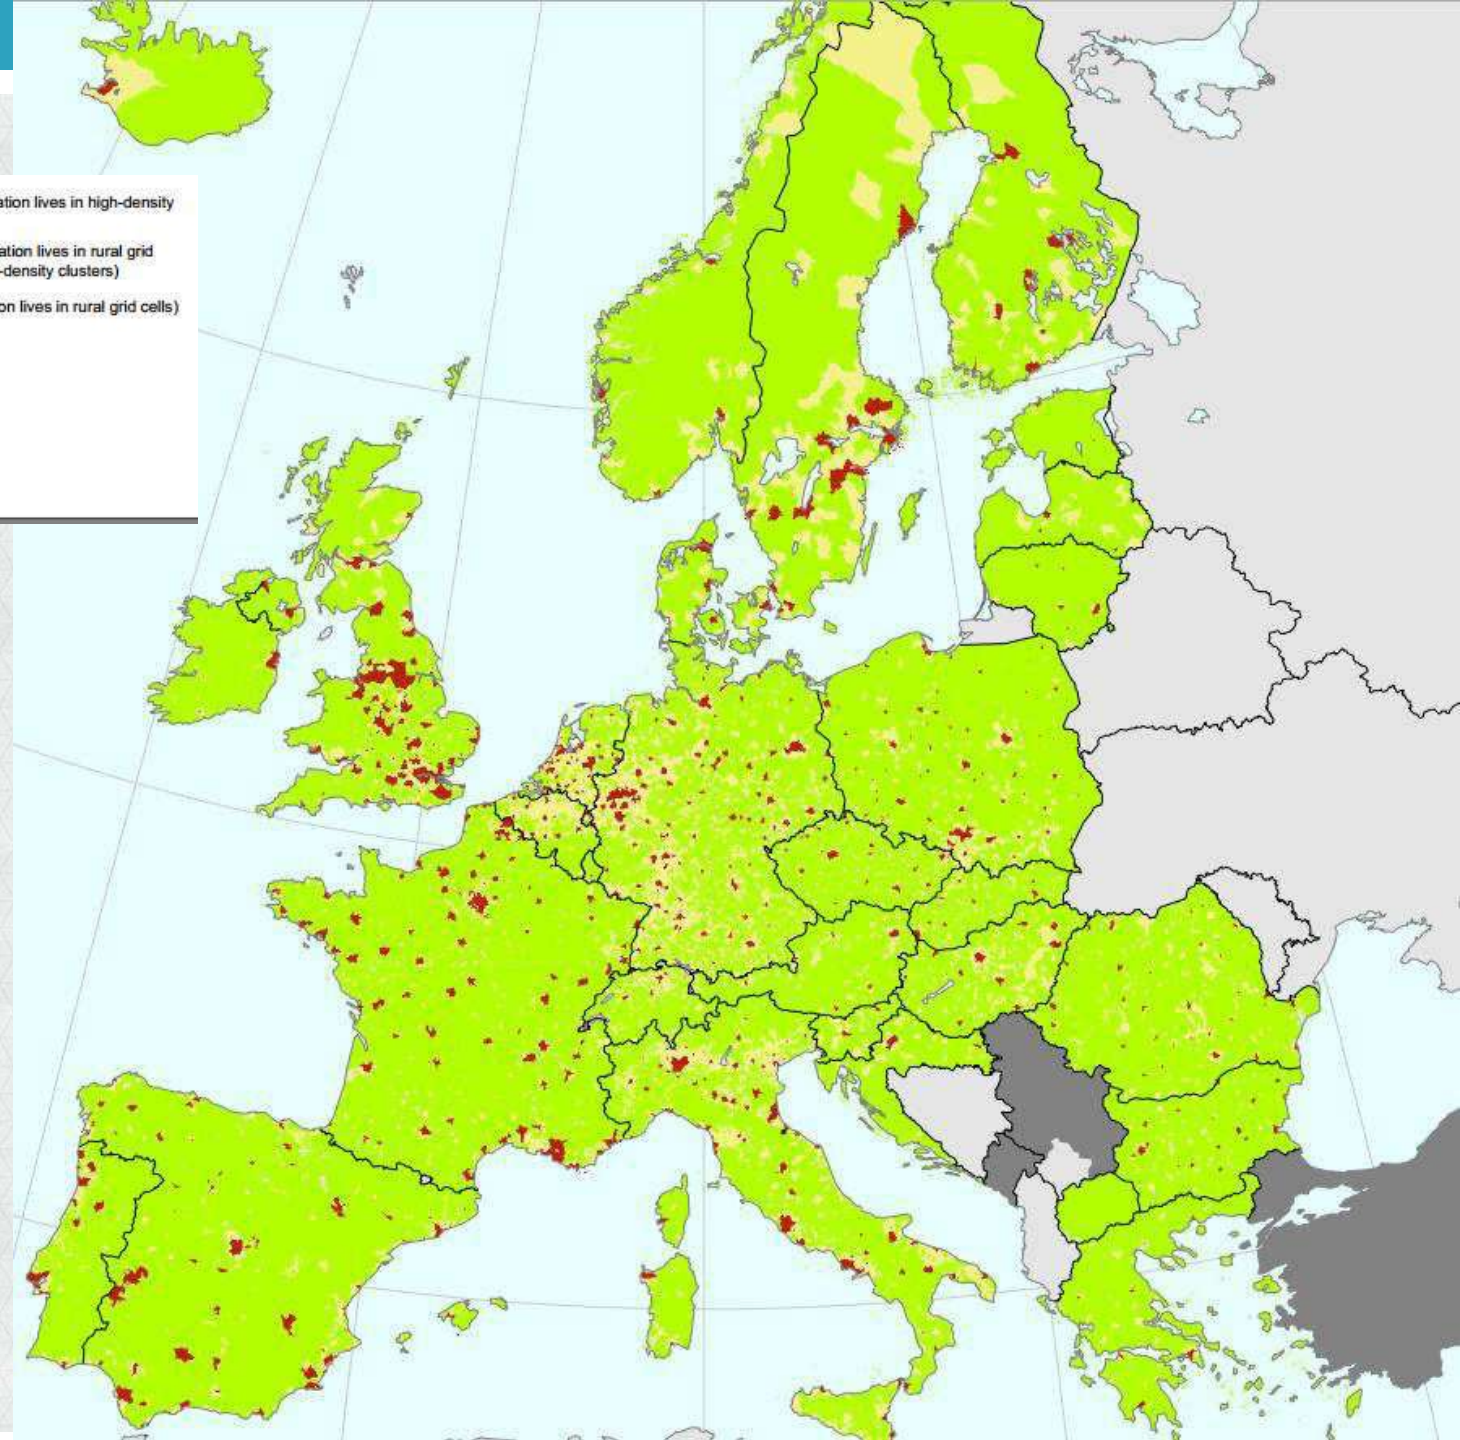 ation lives in high-density
ation lives in rural grid
-density clusters)
on lives in rural grid cells)